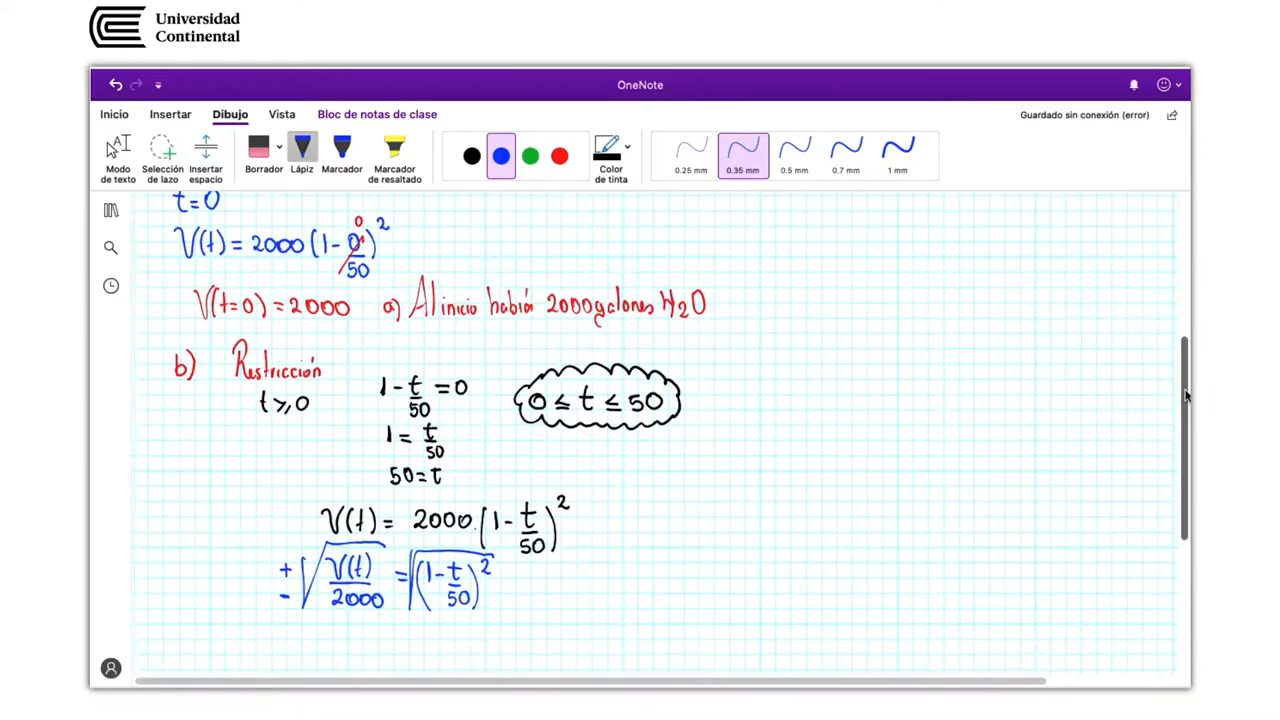 Universidad
Continental
OneNote
Inicio Insertar Dibujo Vista Bloc de notas de clase
Guardado sin conexión (error)
Modo de texto
Selección de lazo
Insertar espacio
Borrador
Lápiz
Marcador
Marcador de resaltado
Color de tinta
0.25 mm 0.35 mm 0.5 mm 0.7 mm 1 mm
t=0
V(t) = 2000 (1 - 0/50)^2
0
V(t=0) = 2000 a) Al inicio había 2000 galones H2O
b) Restricción
t ≥ 0
1 - t/50 = 0
1 = t/50
50 = t
0 ≤ t ≤ 50
V(t) = 2000.(1 - t/50)^2
± √(V(t)/2000) = √((1 - t/50)^2)